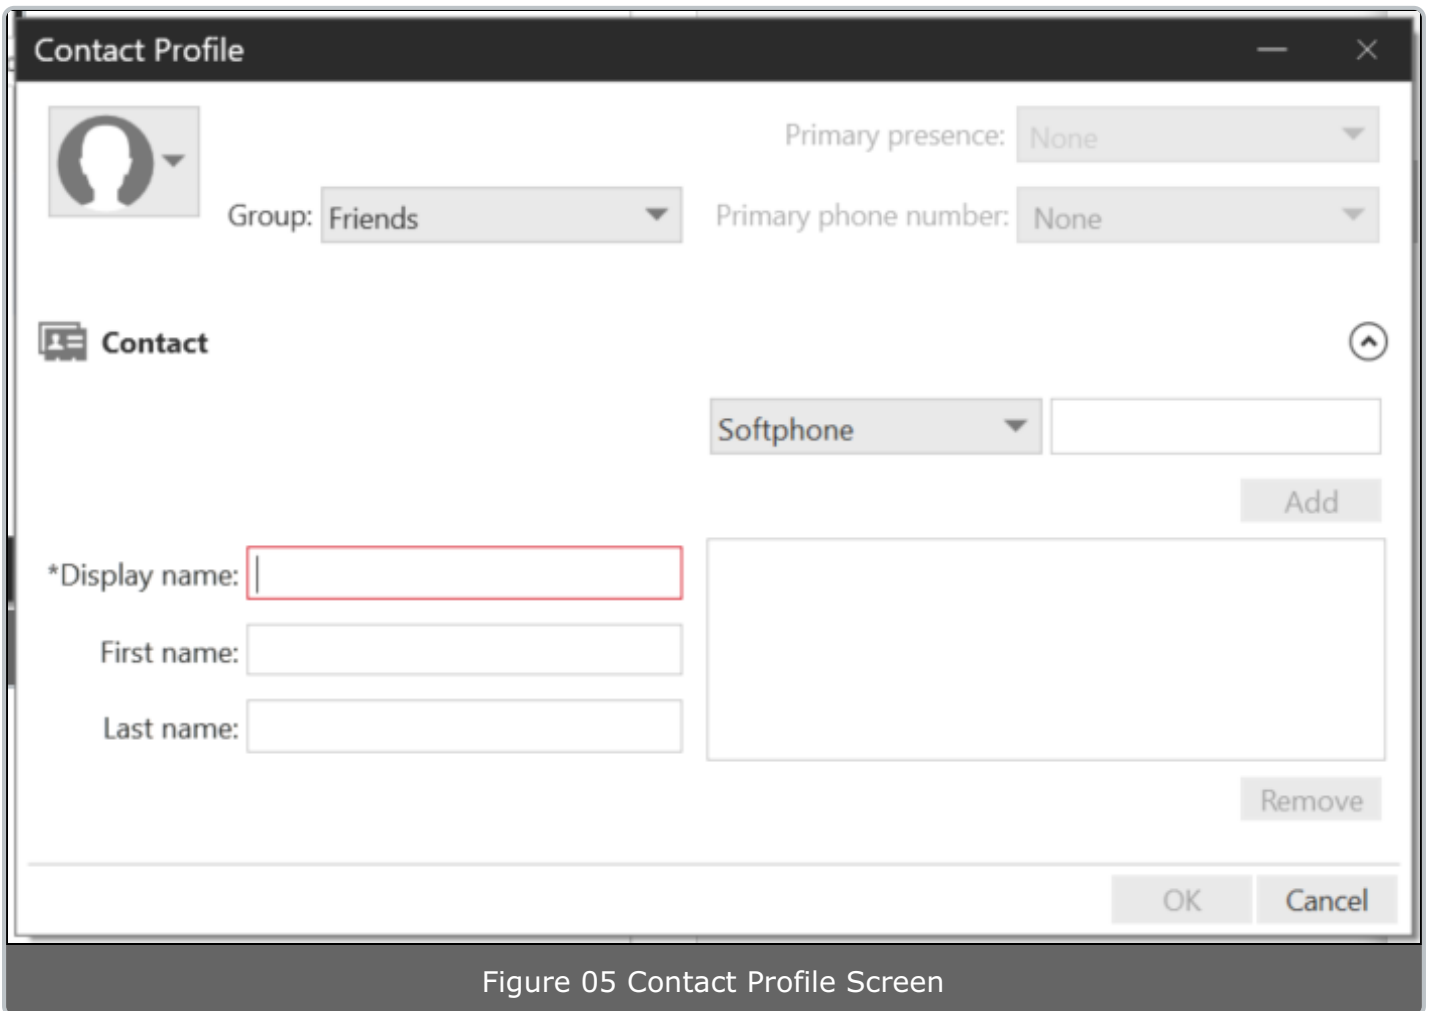 Contact Profile
Primary presence: None
Group: Friends
Primary phone number: None
Contact
Softphone
Add
*Display name:
First name:
Last name:
Remove
OK Cancel
Figure 05 Contact Profile Screen